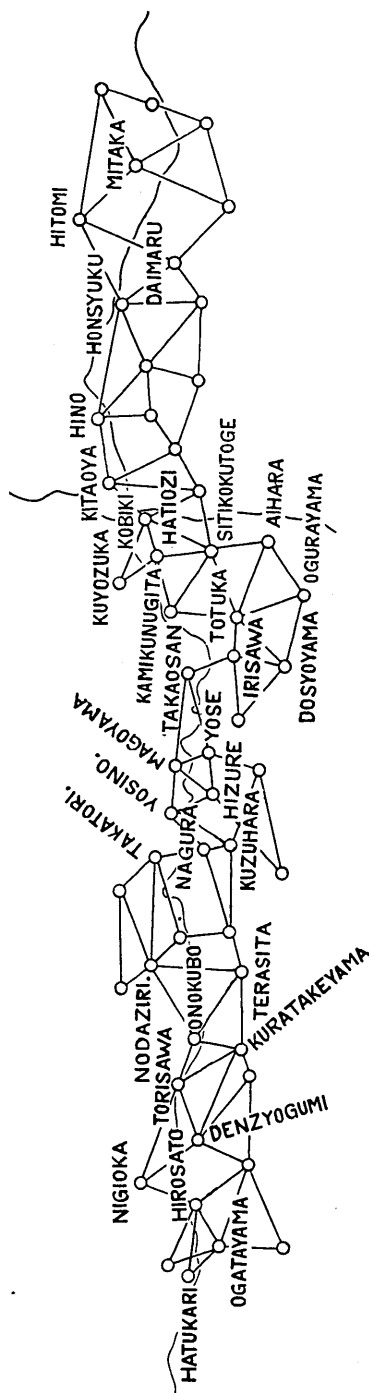 HITOMI
MITAKA
HONSYUKU
DAIMARU
HINO
KITAOYA
KOBIKI
HATIOZI
KUYOZUKA
SITIKOKUTOGE
AIHARA
OGURAYAMA
KAMIKUNUGITA
TOTUKA
TAKAOSAN
IRISAWA
DOSYOYAMA
MAGOYAMA
YOSE
YOSINO.
HIZURE
TAKATORI.
NAGURA
KUZUHARA
NODAZIRI.
ONOKUBO
TERASITA
TORISAWA
KURATAKEYAMA
NIGIOKA
HIROSATO
DENZYOGUMI
OGATAYAMA
HATUKARI